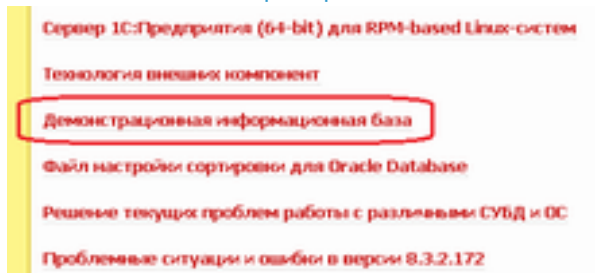 Сервер 1С:Предприятия (64-bit) для RPM-based Linux-систем
Технология внешних компонент
Демонстрационная информационная база
Файл настройки сортировки для Oracle Database
Решение текущих проблем работы с различными СУБД и ОС
Проблемные ситуации и ошибки в версии 8.3.2.172